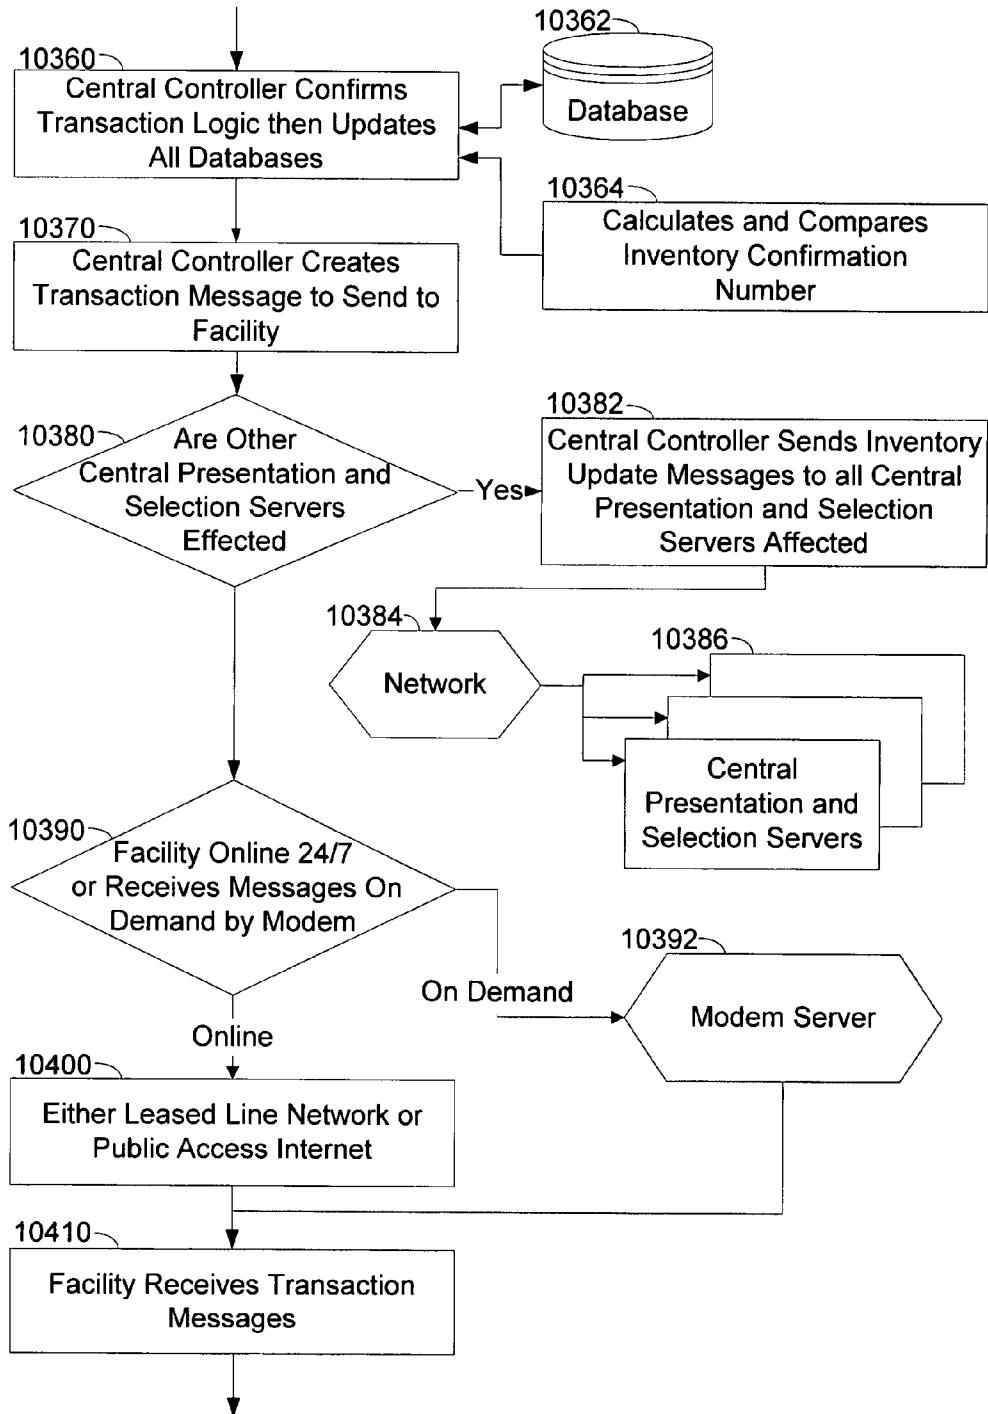 10360
Central Controller Confirms
Transaction Logic then Updates
All Databases
10362
Database
10364
Calculates and Compares
Inventory Confirmation
Number
10370
Central Controller Creates
Transaction Message to Send to
Facility
10380
Are Other
Central Presentation and
Selection Servers
Effected
Yes
10382
Central Controller Sends Inventory
Update Messages to all Central
Presentation and Selection
Servers Affected
10384
Network
10386
Central
Presentation and
Selection Servers
10390
Facility Online 24/7
or Receives Messages On
Demand by Modem
On Demand
10392
Modem Server
Online
10400
Either Leased Line Network or
Public Access Internet
10410
Facility Receives Transaction
Messages